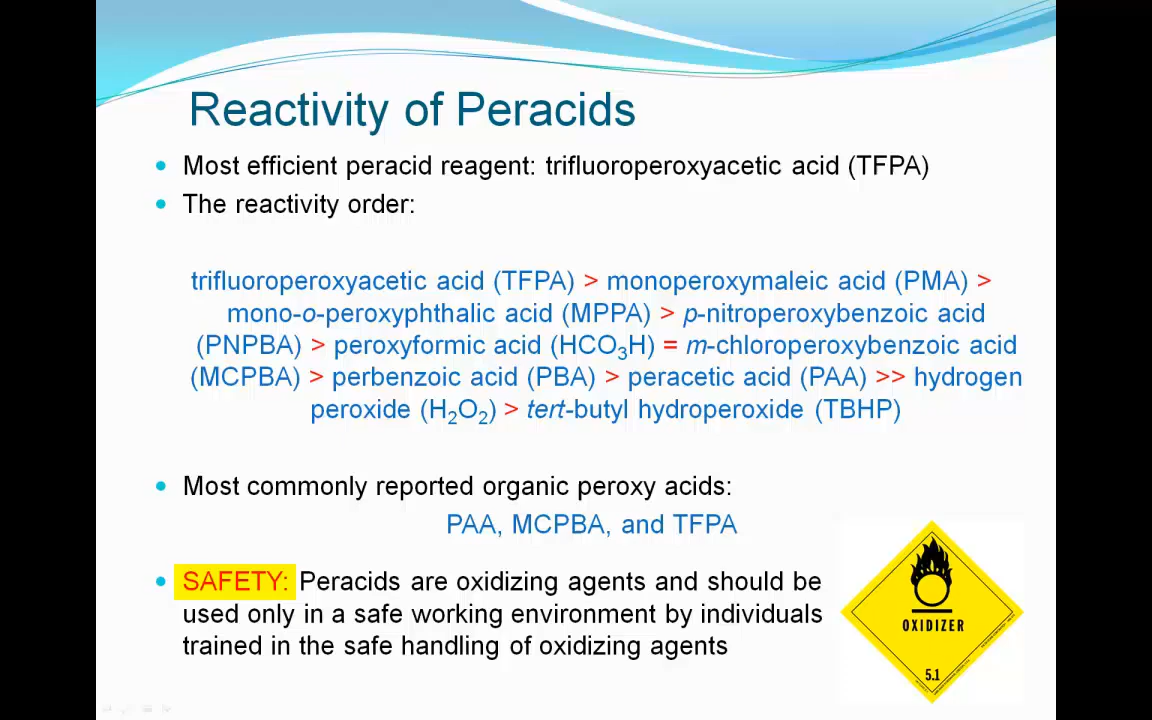 Reactivity of Peracids
• Most efficient peracid reagent: trifluoroperoxyacetic acid (TFPA)
• The reactivity order:
trifluoroperoxyacetic acid (TFPA) > monoperoxymaleic acid (PMA) >
mono-o-peroxyphthalic acid (MPPA) > p-nitroperoxybenzoic acid
(PNPBA) > peroxyformic acid (HCO₃H) = m-chloroperoxybenzoic acid
(MCPBA) > perbenzoic acid (PBA) > peracetic acid (PAA) >> hydrogen
peroxide (H₂O₂) > tert-butyl hydroperoxide (TBHP)
• Most commonly reported organic peroxy acids:
PAA, MCPBA, and TFPA
• SAFETY: Peracids are oxidizing agents and should be
used only in a safe working environment by individuals
trained in the safe handling of oxidizing agents
OXIDIZER
5.1